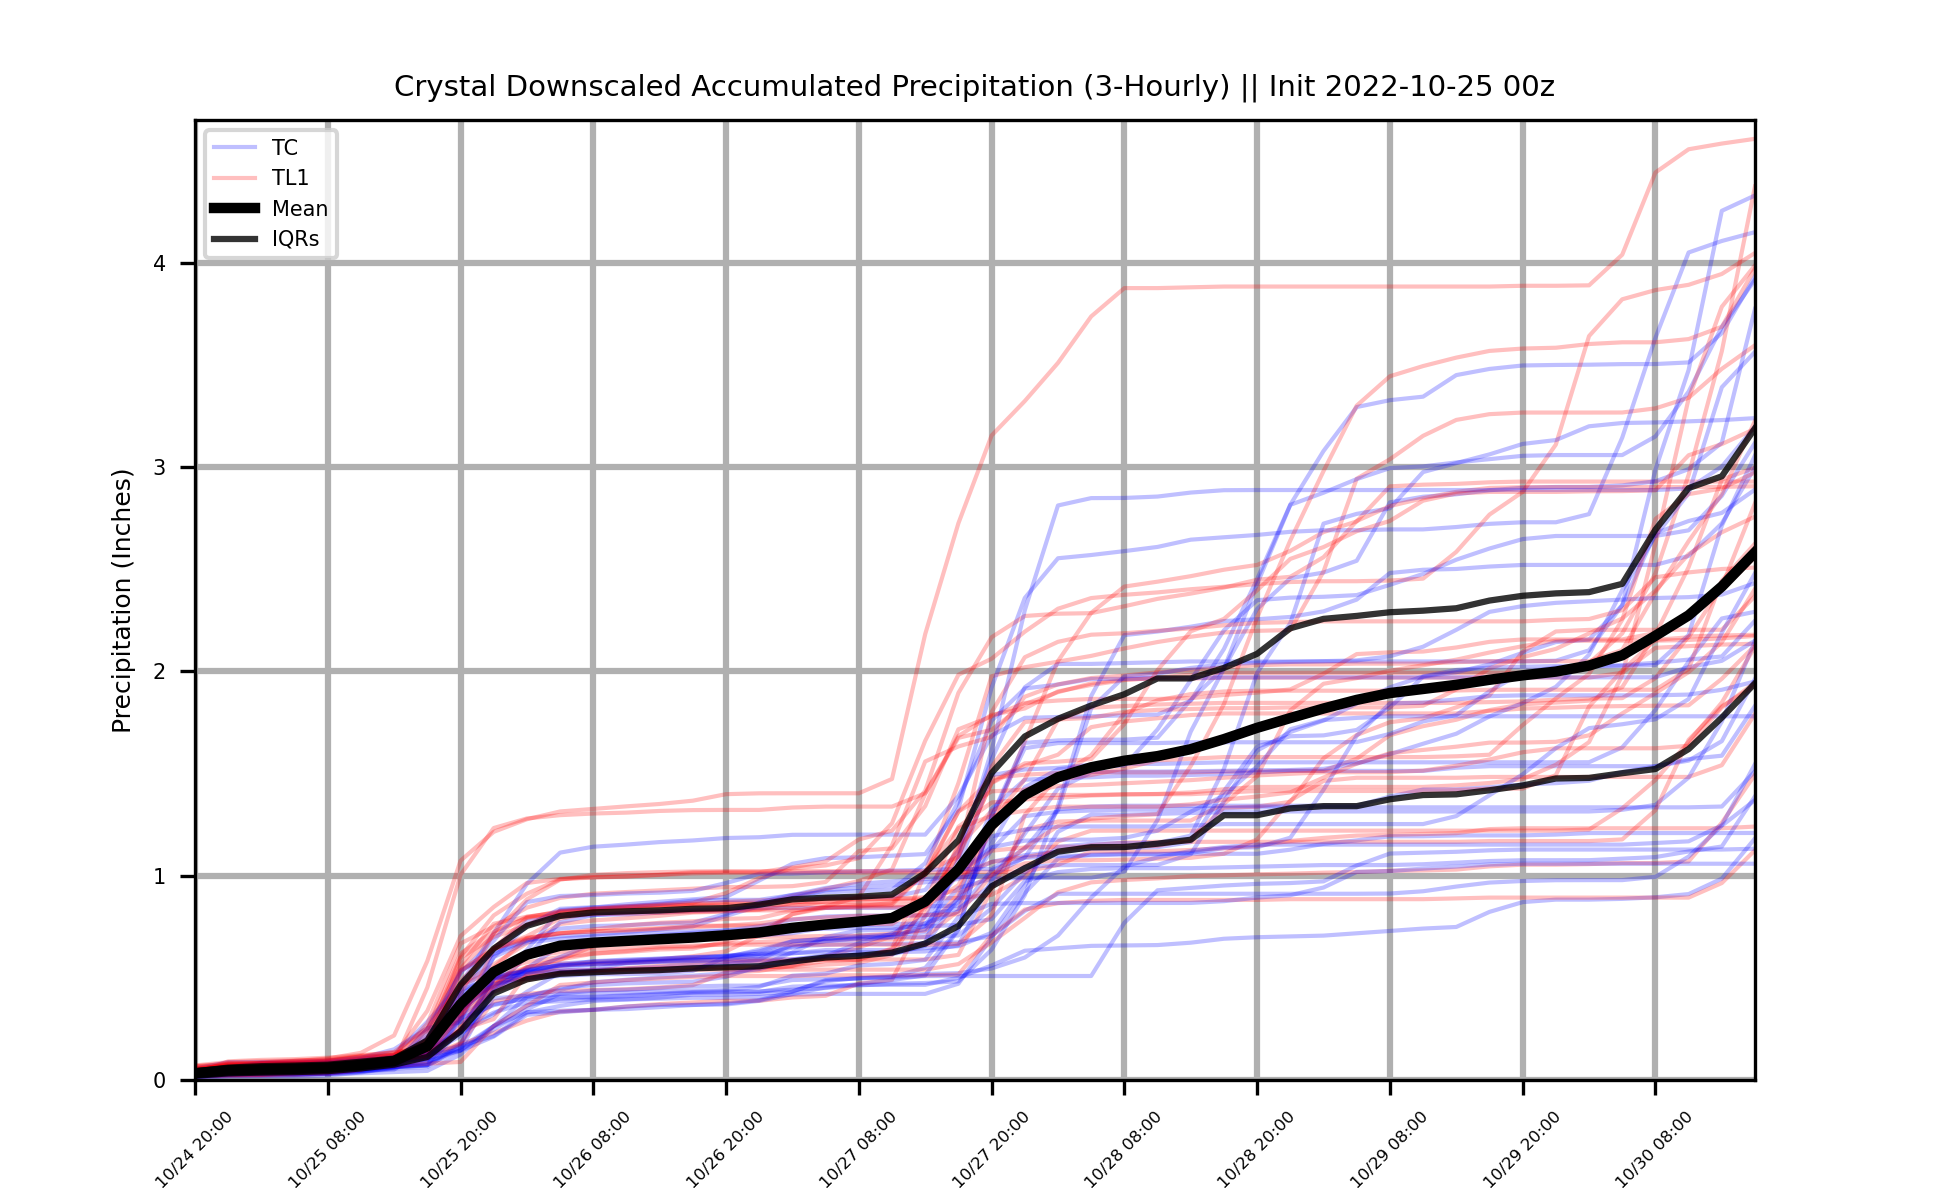 Crystal Downscaled Accumulated Precipitation (3-Hourly) || Init 2022-10-25 00z
TC
TL1
Mean
IQRs
Precipitation (Inches)
4
3
2
1
0
10/24 20:00
10/25 08:00
10/25 20:00
10/26 08:00
10/26 20:00
10/27 08:00
10/27 20:00
10/28 08:00
10/28 20:00
10/29 08:00
10/29 20:00
10/30 08:00